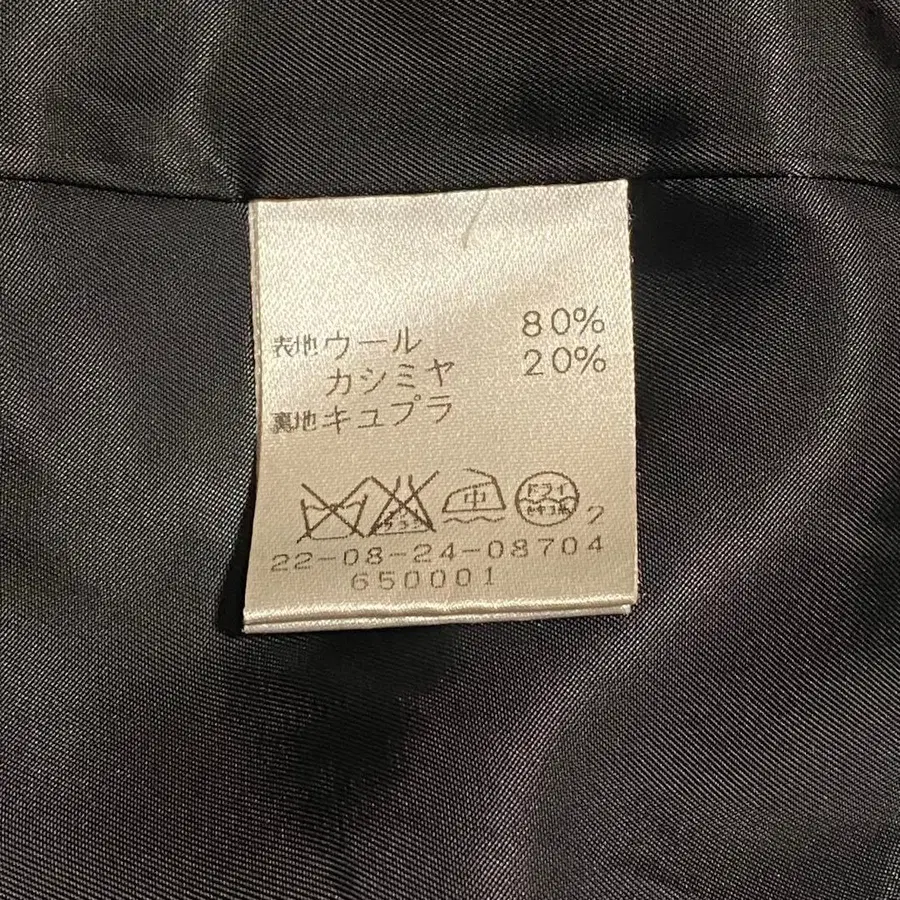 表地 ウール 80%
カシミヤ 20%
裏地 キュプラ
中 ドライ
22-08-24-08704
650001